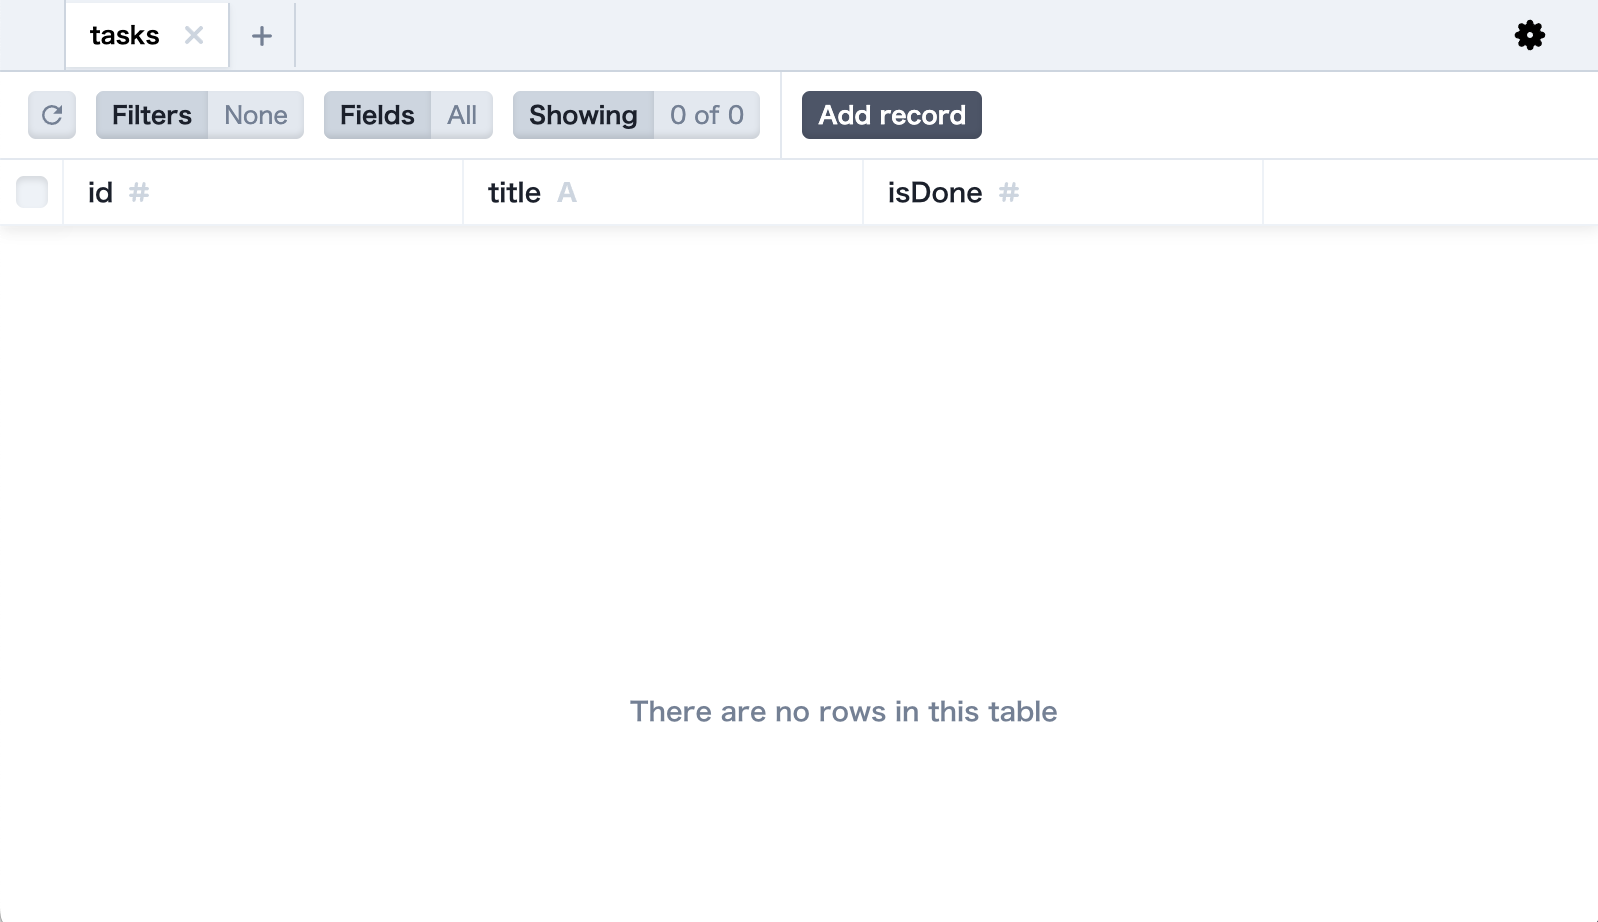 tasks
Filters None Fields All Showing 0 of 0 Add record
id # title A isDone #
There are no rows in this table